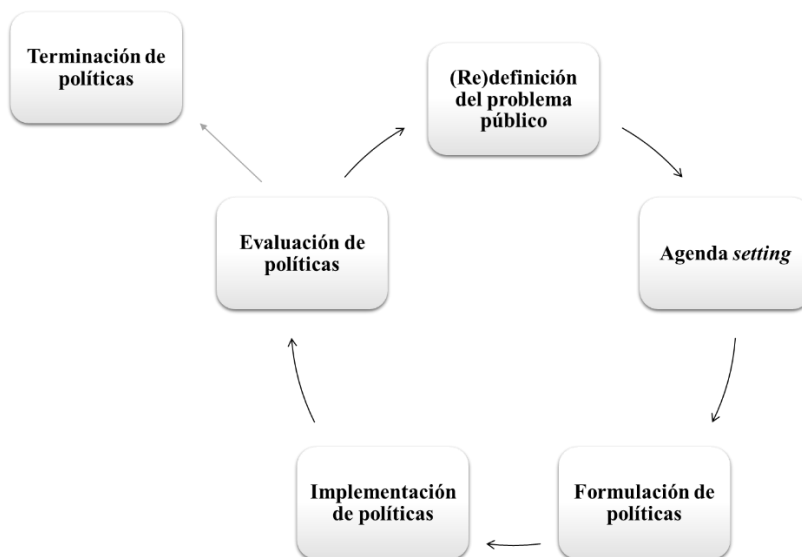 Terminación de
políticas
(Re)definición
del problema
público
Evaluación de
políticas
Agenda setting
Implementación
de políticas
Formulación de
políticas